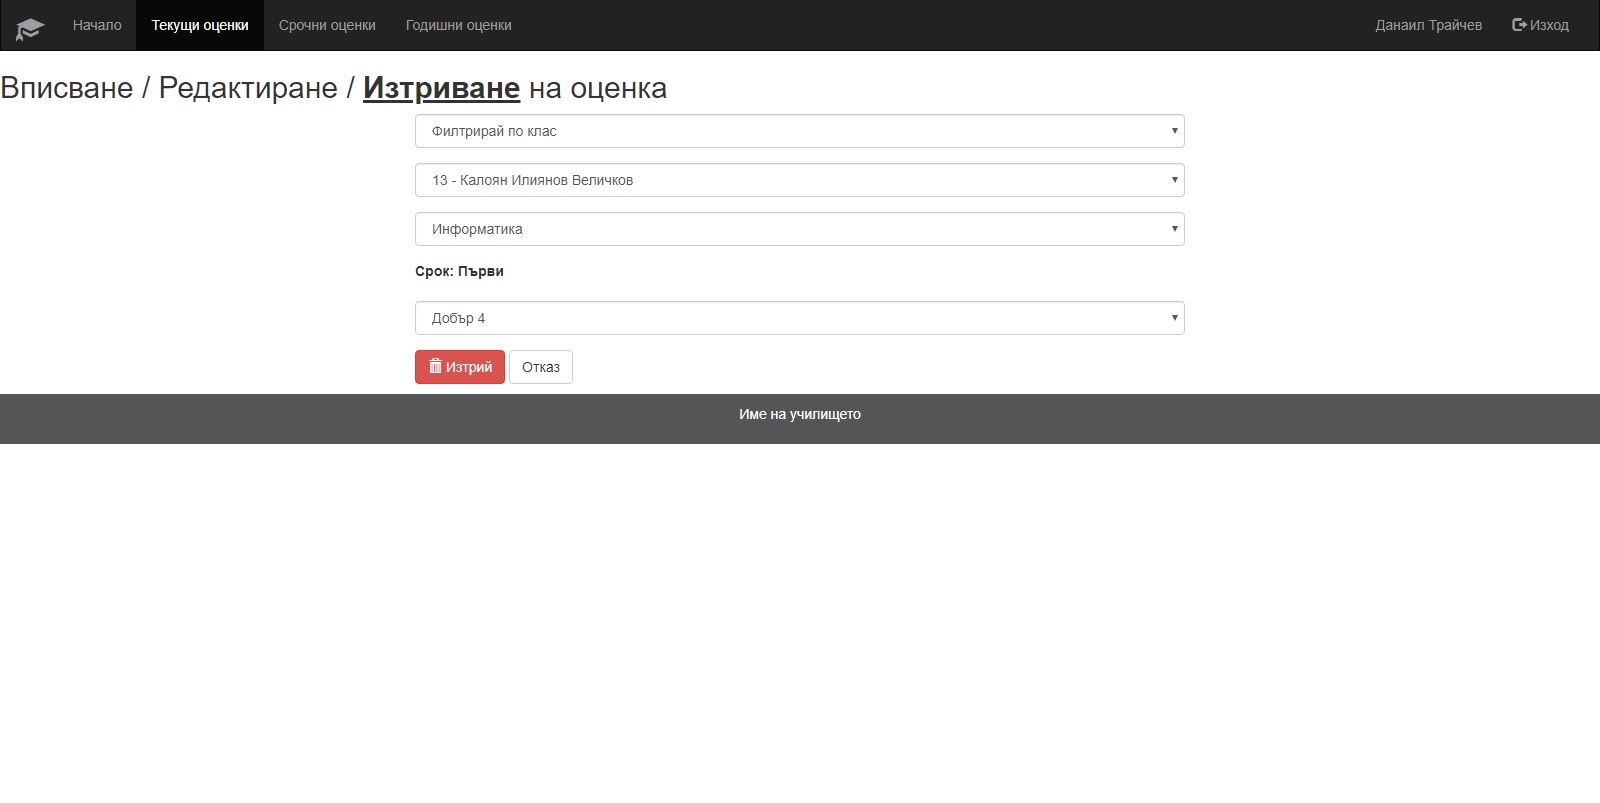 Начало Текущи оценки Срочни оценки Годишни оценки Данаил Трайчев Изход
Вписване / Редактиране / Изтриване на оценка
Филтрирай по клас
13 - Калоян Илиянов Величков
Информатика
Срок: Първи
Добър 4
Изтрий Отказ
Име на училището